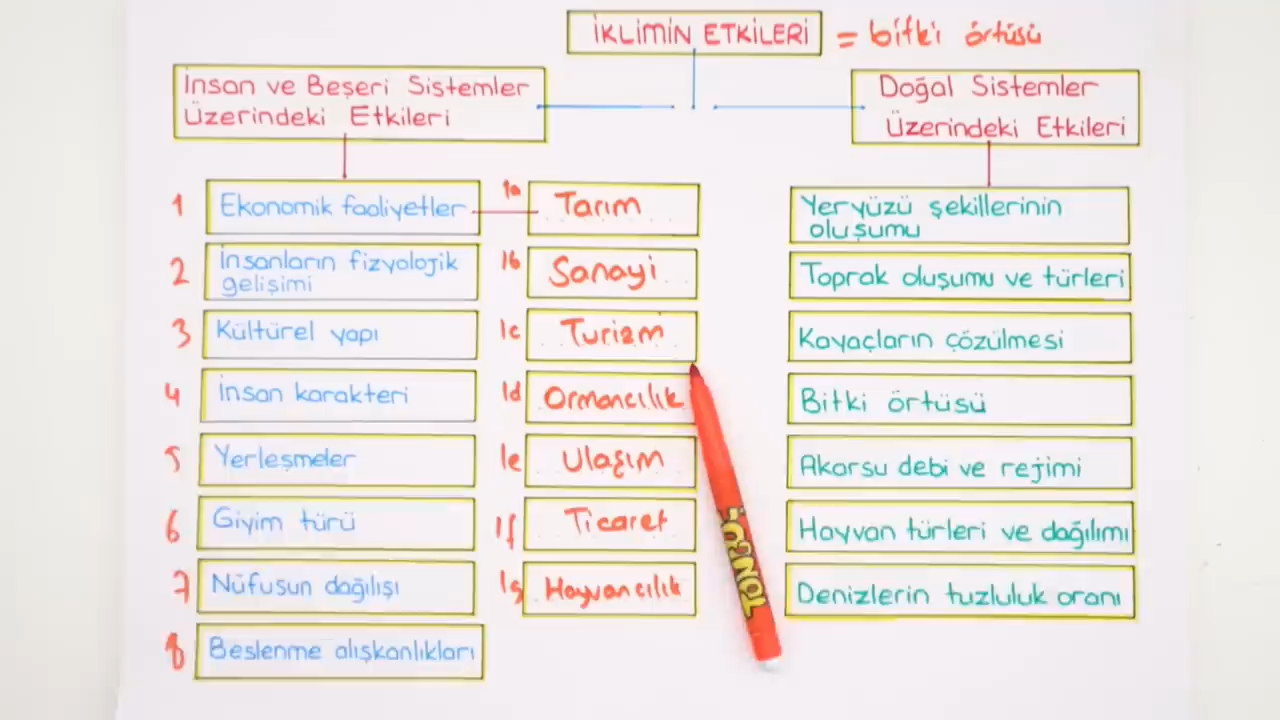 İKLİMİN ETKİLERİ = bitki örtüsü
İnsan ve Beşeri Sistemler
Üzerindeki Etkileri
Doğal Sistemler
Üzerindeki Etkileri
1 Ekonomik faaliyetler
2 İnsanların fizyolojik
gelişimi
3 Kültürel yapı
4 İnsan karakteri
5 Yerleşmeler
6 Giyim türü
7 Nüfusun dağılışı
8 Beslenme alışkanlıkları
1a Tarım
1b Sanayi
1c Turizm
1d Ormancılık
1e Ulaşım
1f Ticaret
1g Hayvancılık
Yeryüzü şekillerinin
oluşumu
Toprak oluşumu ve türleri
Kayaçların çözülmesi
Bitki örtüsü
Akarsu debi ve rejimi
Hayvan türleri ve dağılımı
Denizlerin tuzluluk oranı
TONGUÇ